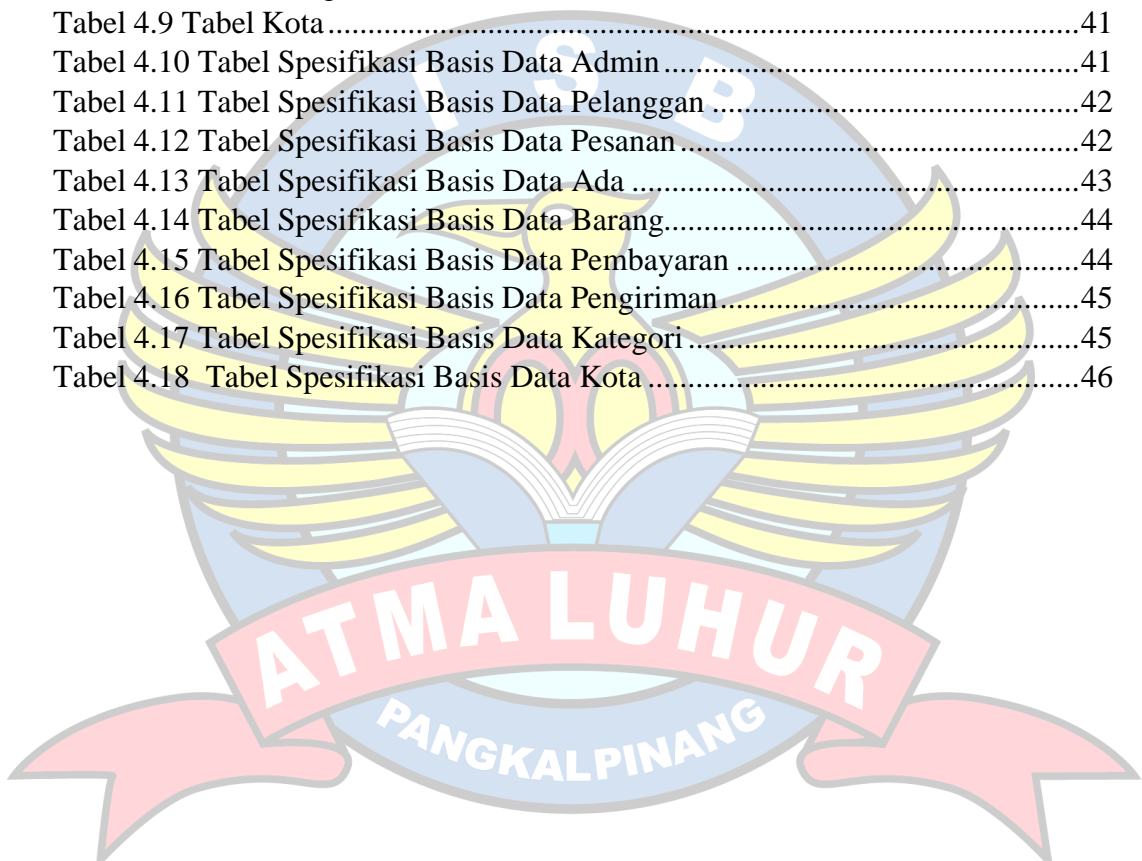 Tabel 4.9 Tabel Kota........................................................................................................41
Tabel 4.10 Tabel Spesifikasi Basis Data Admin........................................................41
Tabel 4.11 Tabel Spesifikasi Basis Data Pelanggan ..................................................42
Tabel 4.12 Tabel Spesifikasi Basis Data Pesanan......................................................42
Tabel 4.13 Tabel Spesifikasi Basis Data Ada ............................................................43
Tabel 4.14 Tabel Spesifikasi Basis Data Barang........................................................44
Tabel 4.15 Tabel Spesifikasi Basis Data Pembayaran ...............................................44
Tabel 4.16 Tabel Spesifikasi Basis Data Pengiriman.................................................45
Tabel 4.17 Tabel Spesifikasi Basis Data Kategori.....................................................45
Tabel 4.18  Tabel Spesifikasi Basis Data Kota..........................................................46
I S B
ATMA LUHUR
PANGKALPINANG